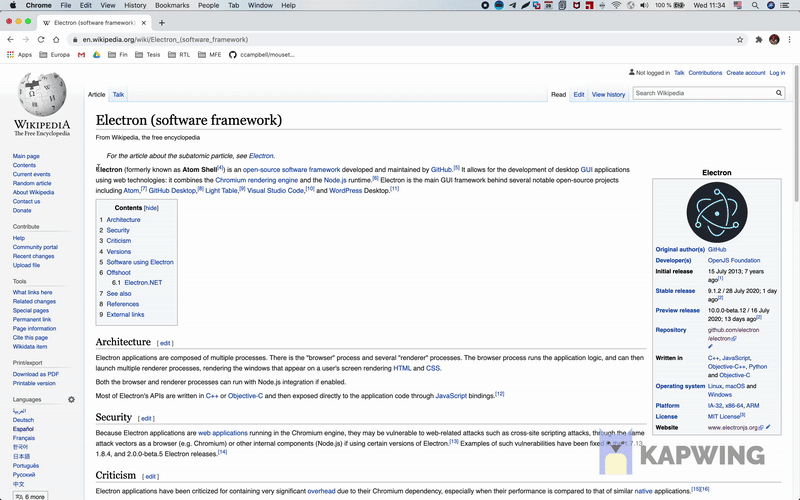 Chrome File Edit View History Bookmarks People Tab Window Help
100 % Wed 11:34
Electron (software framework)
en.wikipedia.org/wiki/Electron_(software_framework)
Apps Europa Fin Tesis RTL MFE ccampbell/mouset...
Not logged in Talk Contributions Create account Log in
Article Talk Read Edit View history Search Wikipedia
WIKIPEDIA
The Free Encyclopedia
Main page
Contents
Current events
Random article
About Wikipedia
Contact us
Donate
Contribute
Help
Community portal
Recent changes
Upload file
Tools
What links here
Related changes
Special pages
Permanent link
Page information
Cite this page
Wikidata item
Print/export
Download as PDF
Printable version
Languages
العربية
Deutsch
Español
Français
한국어
日本語
Português
Русский
中文
6 more
Electron (software framework)
From Wikipedia, the free encyclopedia
For the article about the subatomic particle, see Electron.
Electron (formerly known as Atom Shell[4]) is an open-source software framework developed and maintained by GitHub.[5] It allows for the development of desktop GUI applications
using web technologies: it combines the Chromium rendering engine and the Node.js runtime.[6] Electron is the main GUI framework behind several notable open-source projects
including Atom,[7] GitHub Desktop,[8] Light Table,[9] Visual Studio Code,[10] and WordPress Desktop.[11]
Contents [hide]
1 Architecture
2 Security
3 Criticism
4 Versions
5 Software using Electron
6 Offshoot
6.1 Electron.NET
7 See also
8 References
9 External links
Architecture [ edit ]
Electron applications are composed of multiple processes. There is the "browser" process and several "renderer" processes. The browser process runs the application logic, and can then
launch multiple renderer processes, rendering the windows that appear on a user's screen rendering HTML and CSS.
Both the browser and renderer processes can run with Node.js integration if enabled.
Most of Electron's APIs are written in C++ or Objective-C and then exposed directly to the application code through JavaScript bindings.[12]
Security [ edit ]
Because Electron applications are web applications running in the Chromium engine, they may be vulnerable to web-related attacks such as cross-site scripting attacks, through the same
attack vectors as a browser (e.g. Chromium) or other internal components (Node.js) if using certain versions of Electron.[13] Examples of such vulnerabilities have been fixed 1.7.13,
1.8.4, and 2.0.0-beta.5 Electron releases.[14]
Criticism [ edit ]
Electron applications have been criticized for containing very significant overhead due to their Chromium dependency, especially when their performance is compared to that of similar native applications.[15][16]
Electron
Original author(s) GitHub
Developer(s) OpenJS Foundation
Initial release 15 July 2013; 7 years
ago[1]
Stable release 9.1.2 / 28 July 2020; 1 day
ago[2]
Preview release 10.0.0-beta.12 / 16 July
2020; 13 days ago[2]
Repository github.com/electron
/electron
Written in C++, JavaScript,
Objective-C++, Python
and Objective-C
Operating system Linux, macOS and
Windows
Platform IA-32, x86-64, ARM
License MIT License[3]
Website www.electronjs.org
KAPWING